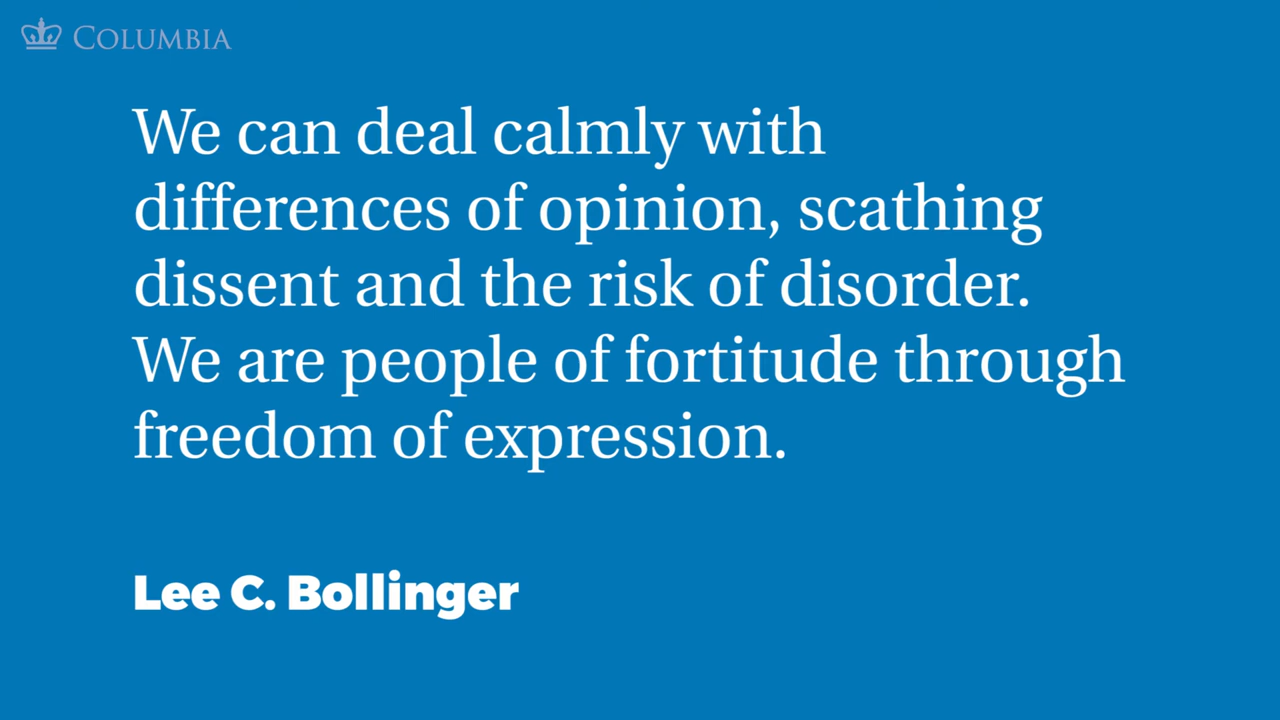 COLUMBIA
We can deal calmly with
differences of opinion, scathing
dissent and the risk of disorder.
We are people of fortitude through
freedom of expression.
Lee C. Bollinger